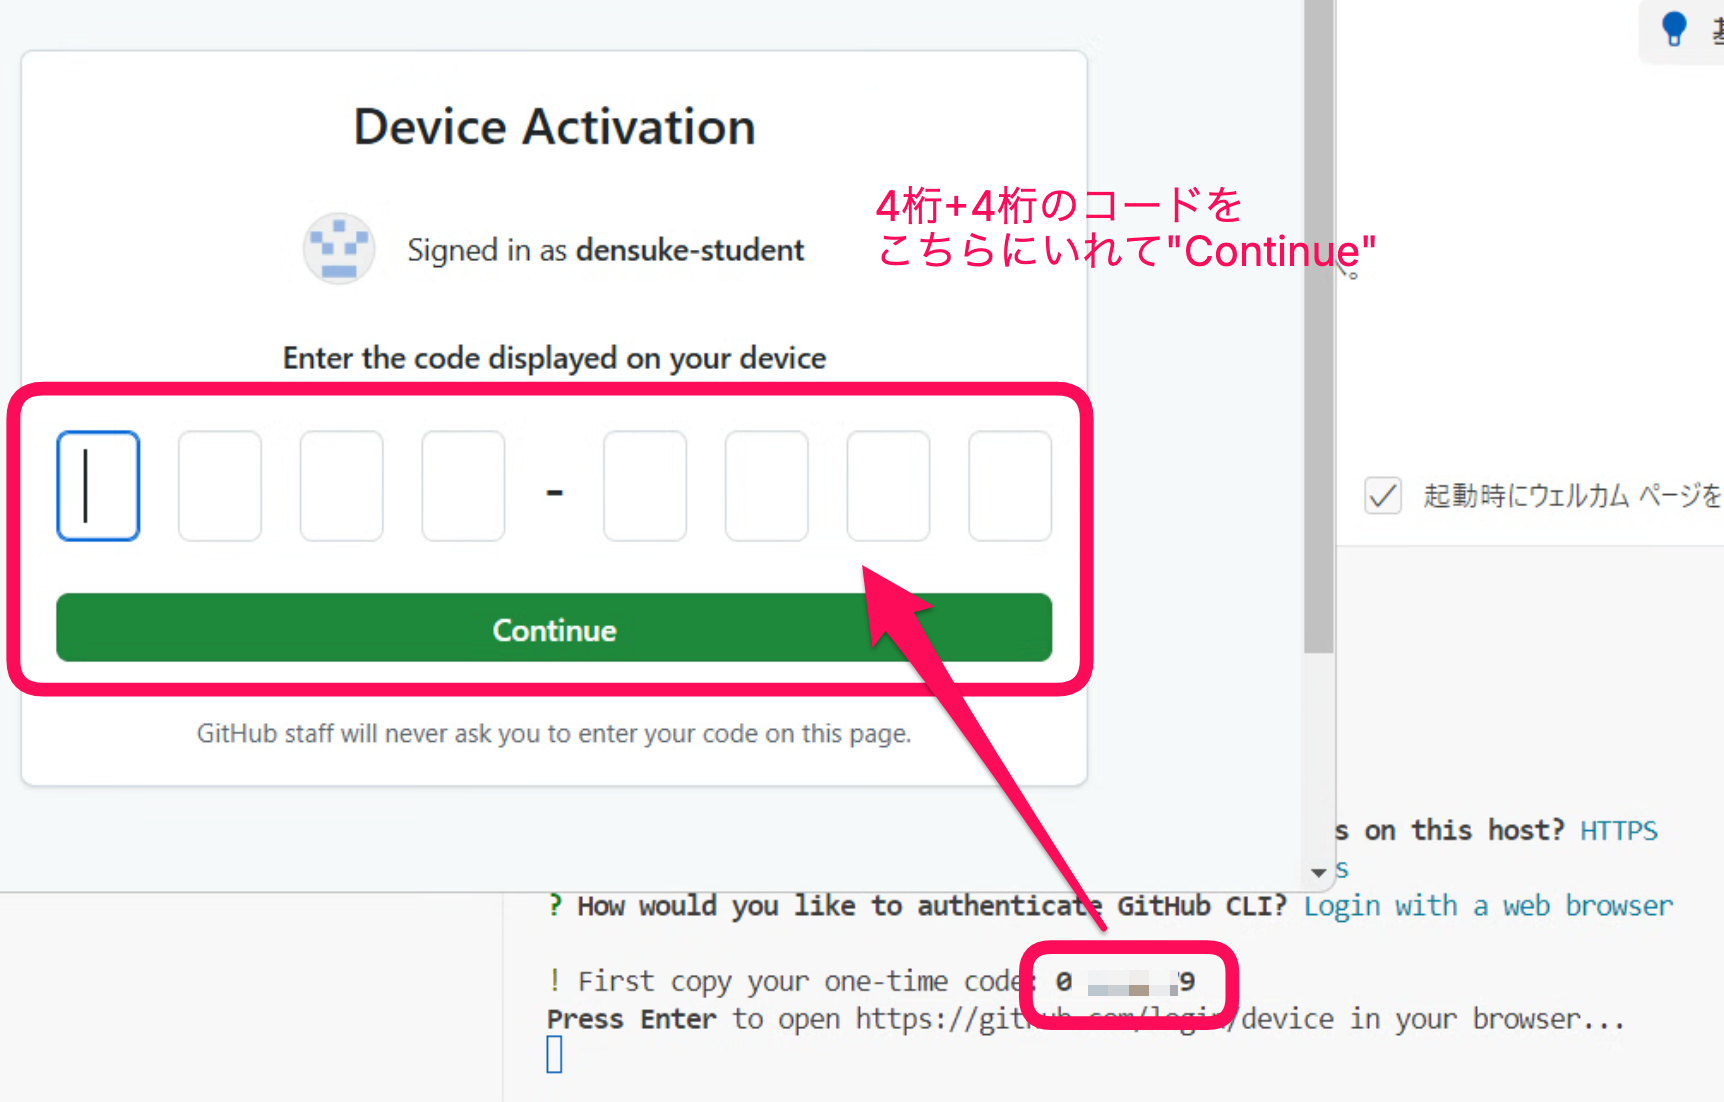 Device Activation
Signed in as densuke-student
4桁+4桁のコードを
こちらにいれて"Continue"
Enter the code displayed on your device
-
Continue
GitHub staff will never ask you to enter your code on this page.
起動時にウェルカム ページを
s on this host? HTTPS
s
? How would you like to authenticate GitHub CLI? Login with a web browser
! First copy your one-time code: 0 9
Press Enter to open https://github.com/login/device in your browser...